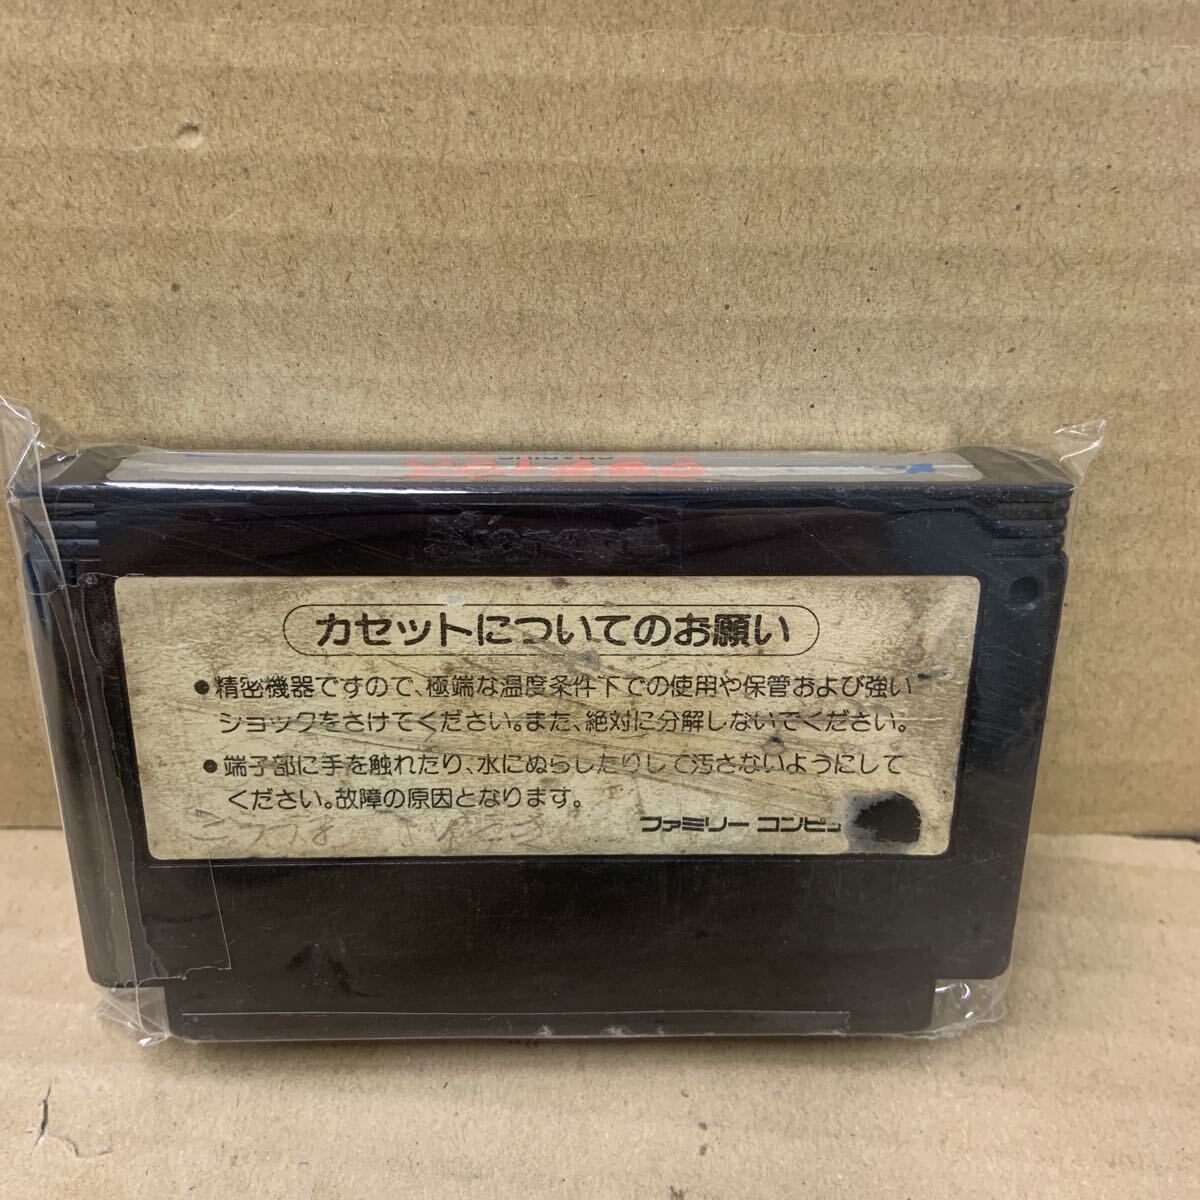 カセットについてのお願い
●精密機器ですので、極端な温度条件下での使用や保管および強い
ショックをさけてください。また、絶対に分解しないでください。
●端子部に手を触れたり、水にぬらしたりして汚さないようにして
ください。故障の原因となります。
ファミリー コンピュ